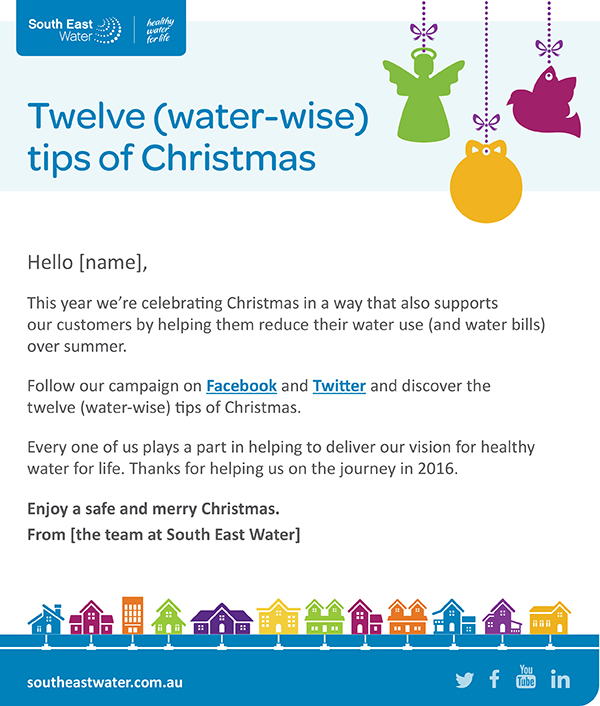 South East
Water
healthy
water
for life
Twelve (water-wise)
tips of Christmas
Hello [name],
This year we're celebrating Christmas in a way that also supports
our customers by helping them reduce their water use (and water bills)
over summer.
Follow our campaign on Facebook and Twitter and discover the
twelve (water-wise) tips of Christmas.
Every one of us plays a part in helping to deliver our vision for healthy
water for life. Thanks for helping us on the journey in 2016.
Enjoy a safe and merry Christmas.
From [the team at South East Water]
southeastwater.com.au
You
Tube
in